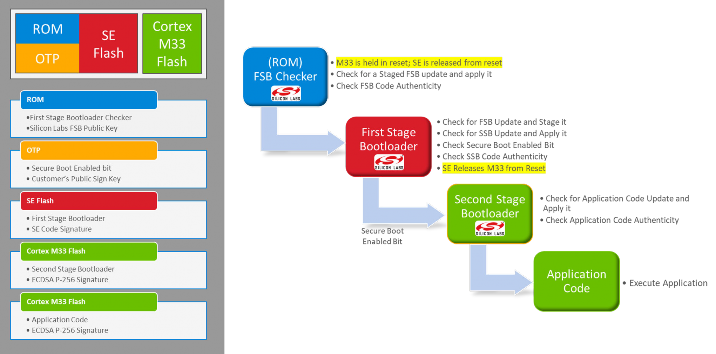 ROM
OTP
SE
Flash
Cortex
M33
Flash
ROM
•First Stage Bootloader Checker
•Silicon Labs FSB Public Key
OTP
• Secure Boot Enabled bit
• Customer's Public Sign Key
SE Flash
• First Stage Bootloader
• SE Code Signature
Cortex M33 Flash
• Second Stage Bootloader
• ECDSA P-256 Signature
Cortex M33 Flash
• Application Code
• ECDSA P-256 Signature
(ROM)
FSB Checker
SILICON LABS
• M33 is held in reset; SE is released from reset
• Check for a Staged FSB update and apply it
• Check FSB Code Authenticity
First Stage
Bootloader
SILICON LABS
• Check for FSB Update and Stage it
• Check for SSB Update and Apply it
• Check Secure Boot Enabled Bit
• Check SSB Code Authenticity
• SE Releases M33 from Reset
Secure Boot
Enabled Bit
Second Stage
Bootloader
SILICON LABS
• Check for Application Code Update and
Apply it
• Check Application Code Authenticity
Application
Code
• Execute Application